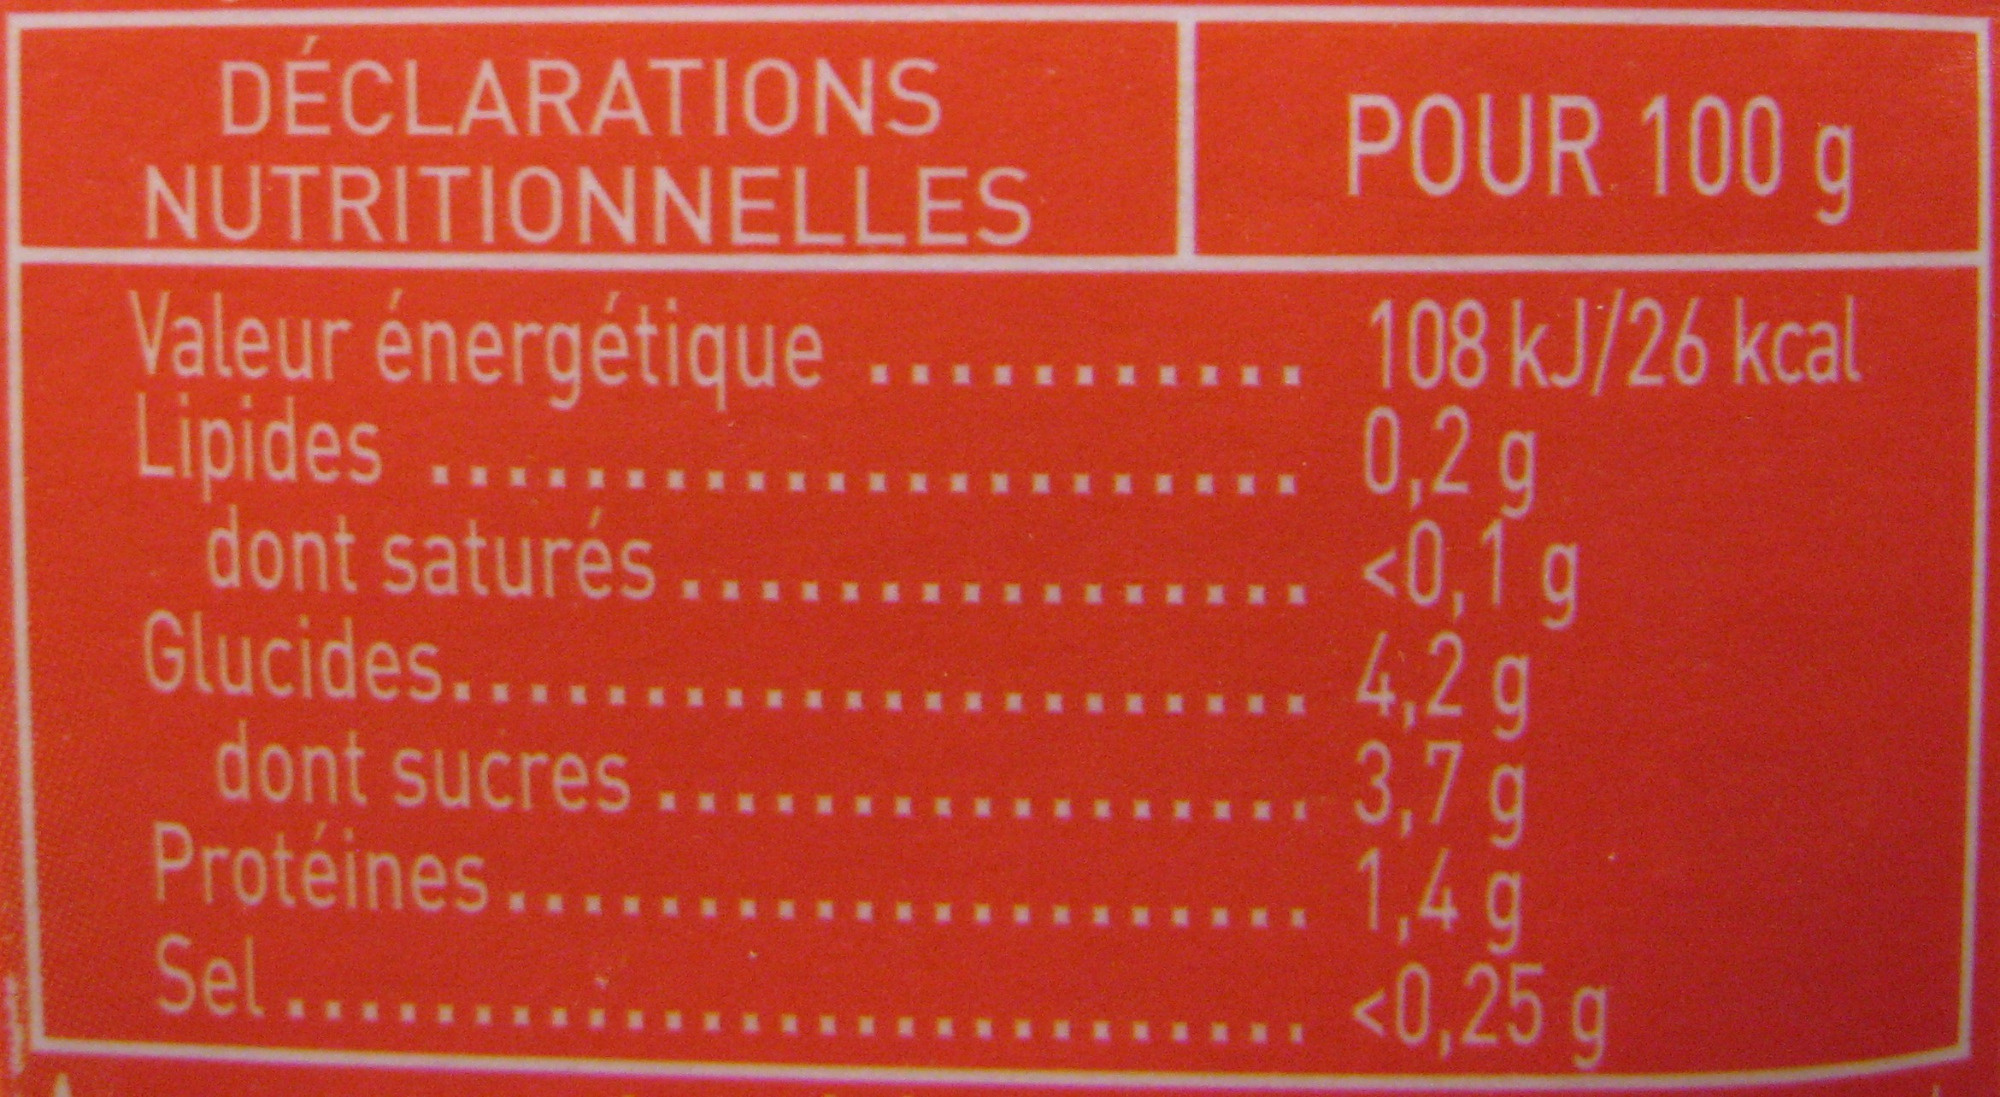 DÉCLARATIONS
NUTRITIONNELLES
POUR 100 g
Valeur énergétique ........... 108 kJ/26 kcal
Lipides ...................... 0,2 g
dont saturés ................ <0,1 g
Glucides...................... 4,2 g
dont sucres ................. 3,7 g
Protéines..................... 1,4 g
Sel .......................... <0,25 g